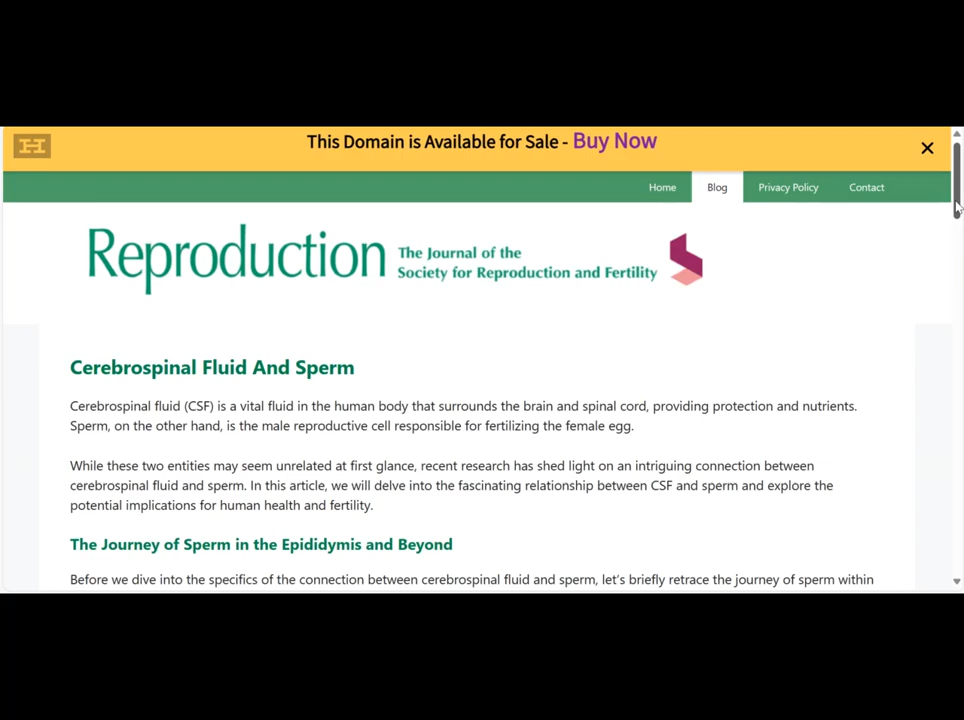 This Domain is Available for Sale - Buy Now
Home Blog Privacy Policy Contact
Reproduction
The Journal of the
Society for Reproduction and Fertility
Cerebrospinal Fluid And Sperm
Cerebrospinal fluid (CSF) is a vital fluid in the human body that surrounds the brain and spinal cord, providing protection and nutrients.
Sperm, on the other hand, is the male reproductive cell responsible for fertilizing the female egg.
While these two entities may seem unrelated at first glance, recent research has shed light on an intriguing connection between
cerebrospinal fluid and sperm. In this article, we will delve into the fascinating relationship between CSF and sperm and explore the
potential implications for human health and fertility.
The Journey of Sperm in the Epididymis and Beyond
Before we dive into the specifics of the connection between cerebrospinal fluid and sperm, let’s briefly retrace the journey of sperm within